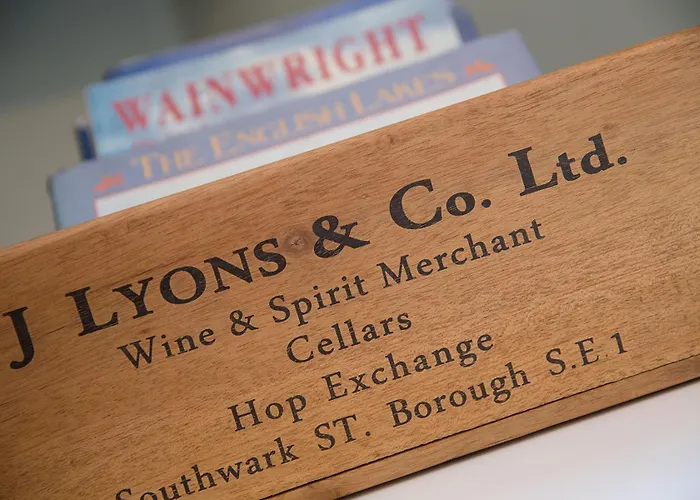 WAINWRIGHT
THE ENGLISH LAKES
J LYONS & Co. Ltd.
Wine & Spirit Merchant
Cellars
Hop Exchange
Southwark ST. Borough S.E.1